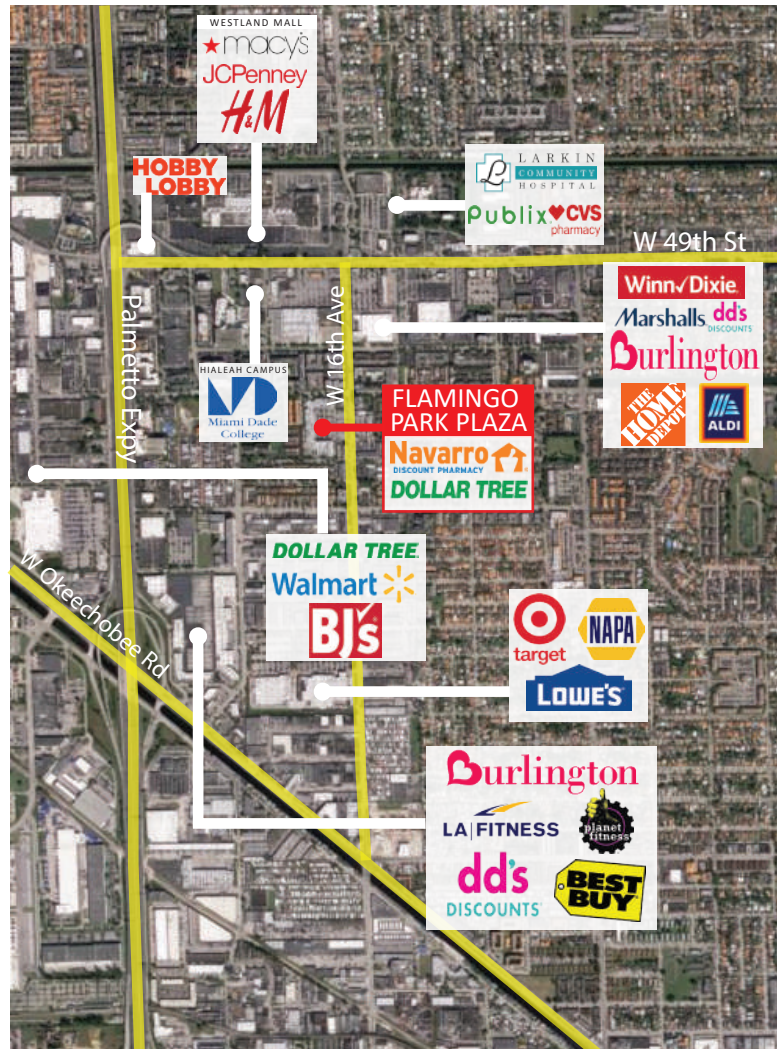 WESTLAND MALL
macy's
JCPenney
H&M
HOBBY
LOBBY
L
LARKIN
COMMUNITY
HOSPITAL
Publix
CVS
pharmacy
W 49th St
Winn Dixie
Marshalls
dd's
DISCOUNTS
Burlington
THE
HOME
DEPOT
ALDI
Palmetto Expy
W 16th Ave
HIALEAH CAMPUS
MD
Miami Dade
College
FLAMINGO
PARK PLAZA
Navarro
DISCOUNT PHARMACY
DOLLAR TREE
DOLLAR TREE
Walmart
BJ's
W Okeechobee Rd
target
NAPA
LOWE'S
Burlington
LA|FITNESS
planet
fitness
dd's
DISCOUNTS
BEST
BUY